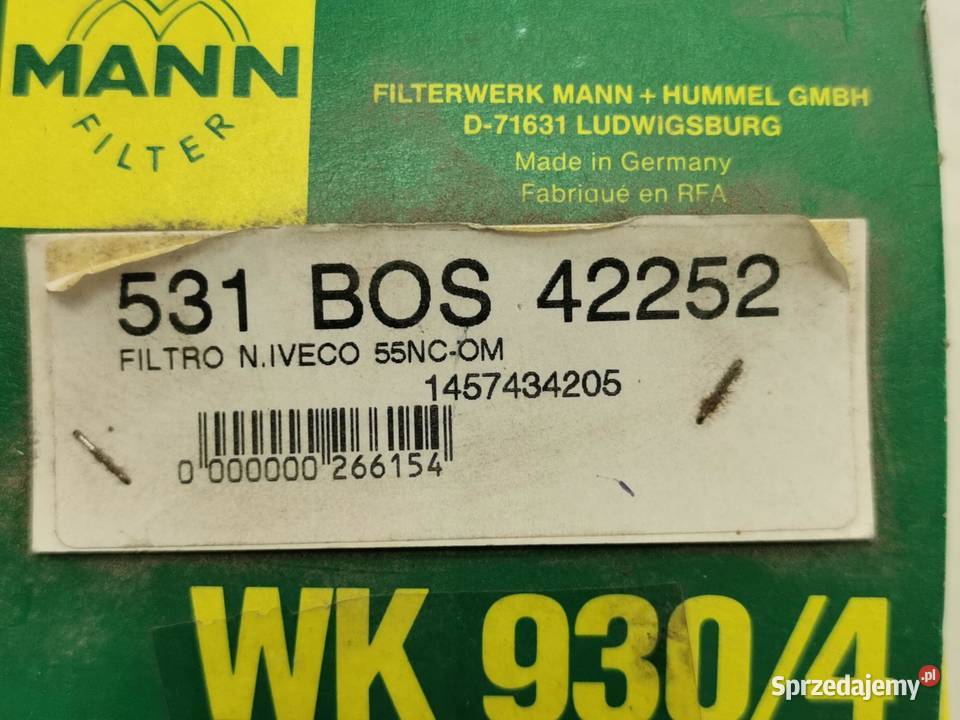 MANN
FILTER
FILTERWERK MANN + HUMMEL GMBH
D-71631 LUDWIGSBURG
Made in Germany
Fabriqué en RFA
531 BOS 42252
FILTRO N.IVECO 55NC-OM
1457434205
0 000000 266154
WK 930/4
Sprzedajemy.pl